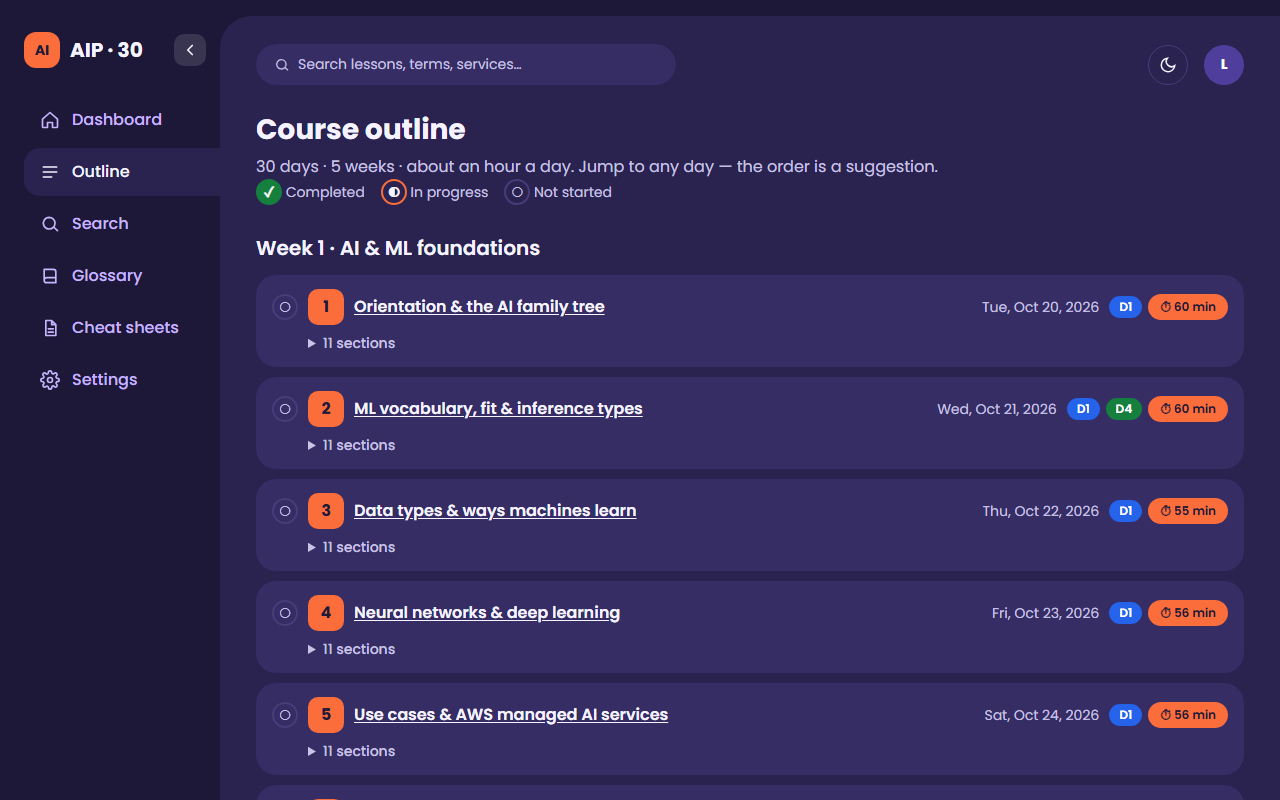 AI AIP · 30
Search lessons, terms, services…
L
Dashboard
Outline
Search
Glossary
Cheat sheets
Settings
Course outline
30 days · 5 weeks · about an hour a day. Jump to any day — the order is a suggestion.
Completed In progress Not started
Week 1 · AI & ML foundations
1 Orientation & the AI family tree Tue, Oct 20, 2026 D1 60 min
11 sections
2 ML vocabulary, fit & inference types Wed, Oct 21, 2026 D1 D4 60 min
11 sections
3 Data types & ways machines learn Thu, Oct 22, 2026 D1 55 min
11 sections
4 Neural networks & deep learning Fri, Oct 23, 2026 D1 56 min
11 sections
5 Use cases & AWS managed AI services Sat, Oct 24, 2026 D1 56 min
11 sections